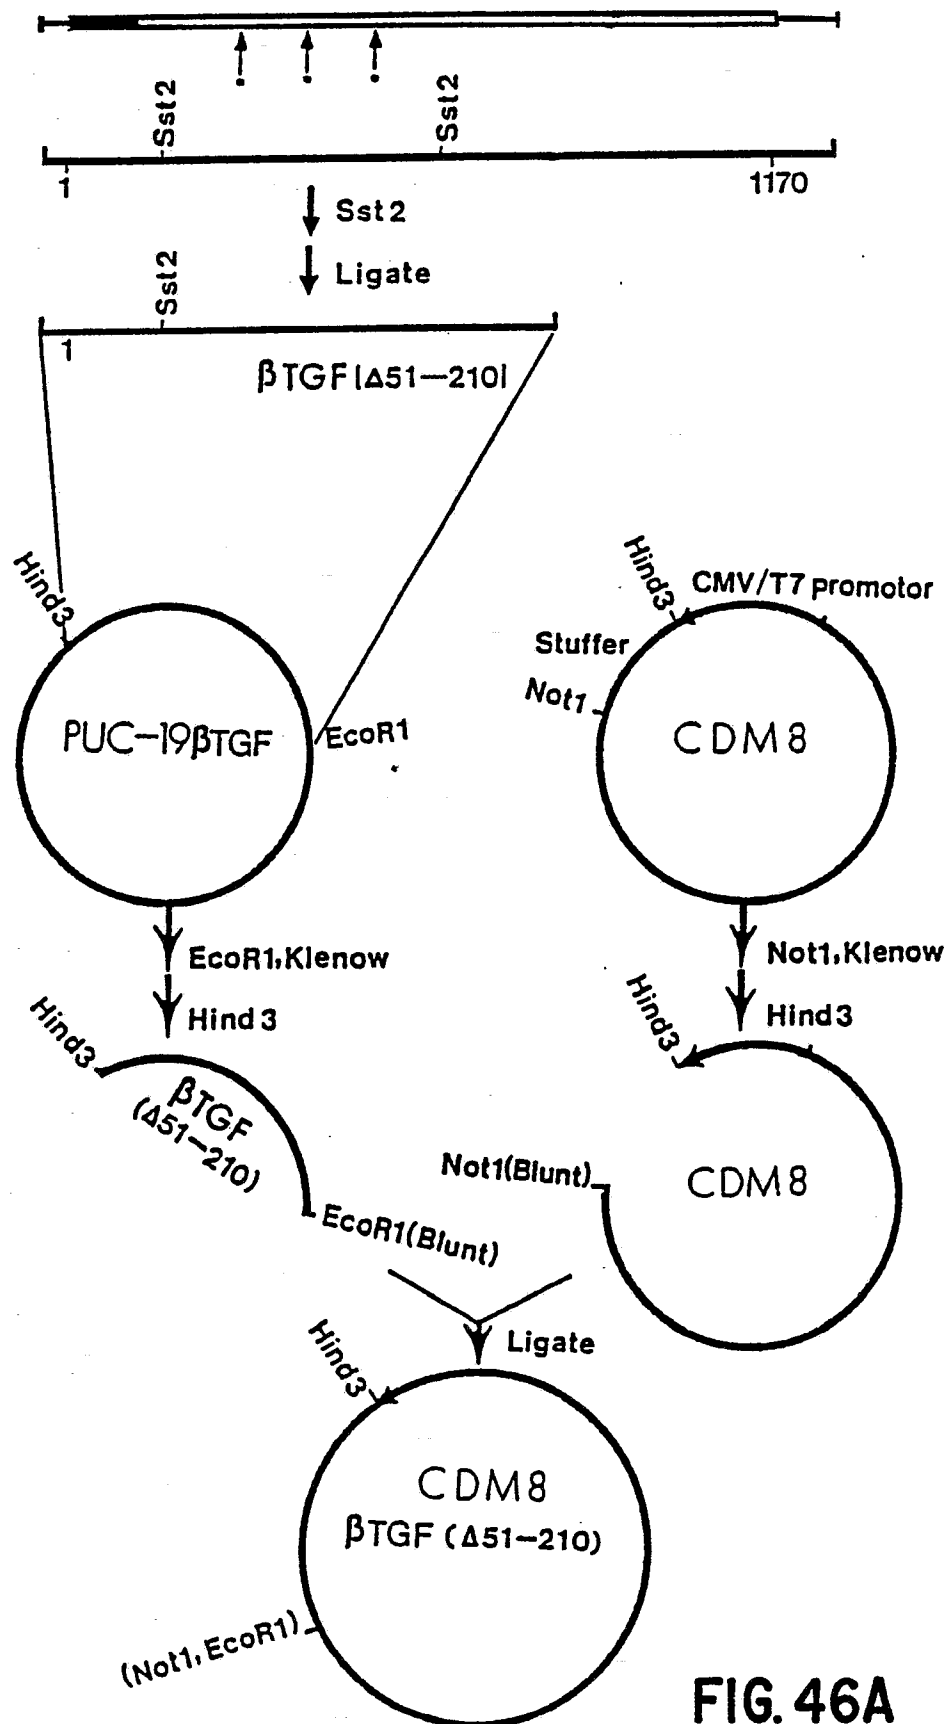 Sst2
Sst2
1
1170
Sst2
Ligate
Sst2
1
βTGF(Δ51—210)
Hind3
PUC-19βTGF
EcoR1
Hind3
CMV/T7 promotor
Stuffer
Not1
CDM8
EcoR1,Klenow
Hind3
Not1,Klenow
Hind3
Hind3
βTGF
(Δ51—210)
EcoR1(Blunt)
Hind3
Not1(Blunt)
CDM8
Ligate
Hind3
CDM8
βTGF (Δ51—210)
(Not1,EcoR1)
FIG. 46A